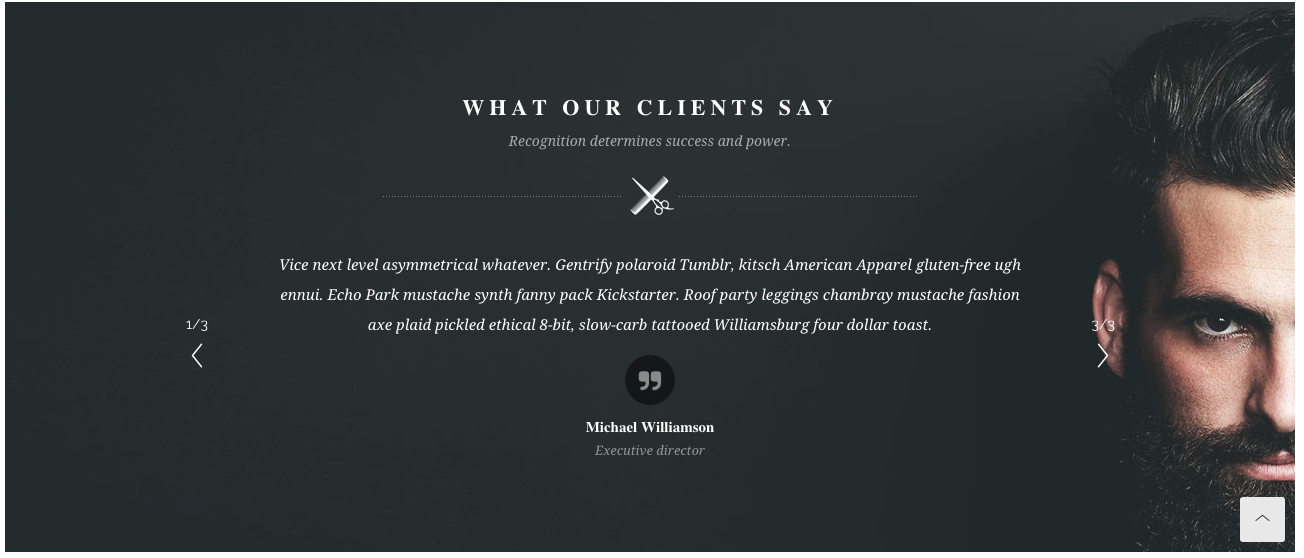 WHAT OUR CLIENTS SAY
Recognition determines success and power.
Vice next level asymmetrical whatever. Gentrify polaroid Tumblr, kitsch American Apparel gluten-free ugh
ennui. Echo Park mustache synth fanny pack Kickstarter. Roof party leggings chambray mustache fashion
axe plaid pickled ethical 8-bit, slow-carb tattooed Williamsburg four dollar toast.
1/3
3/3
Michael Williamson
Executive director